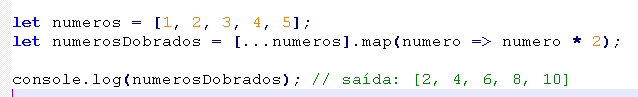 let numeros = [1, 2, 3, 4, 5];
let numerosDobrados = [...numeros].map(numero => numero * 2);
console.log(numerosDobrados); // saída: [2, 4, 6, 8, 10]